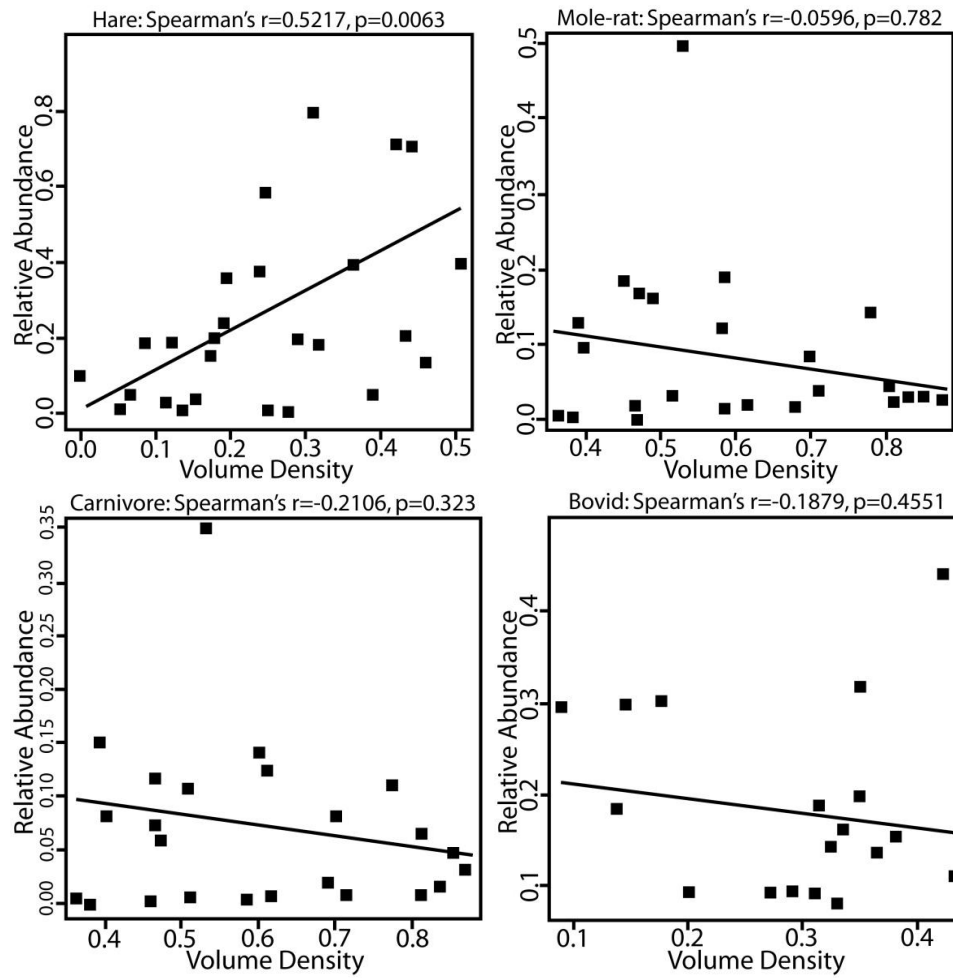 Hare: Spearman’s r=0.5217, p=0.0063
Relative Abundance
0.8
0.6
0.4
0.2
0.0
0.0 0.1 0.2 0.3 0.4 0.5
Volume Density
Mole-rat: Spearman’s r=-0.0596, p=0.782
Relative Abundance
0.5
0.4
0.3
0.2
0.1
0.0
0.4 0.5 0.6 0.7 0.8
Volume Density
Carnivore: Spearman’s r=-0.2106, p=0.323
Relative Abundance
0.35
0.30
0.25
0.20
0.15
0.10
0.05
0.00
0.4 0.5 0.6 0.7 0.8
Volume Density
Bovid: Spearman’s r=-0.1879, p=0.4551
Relative Abundance
0.4
0.3
0.2
0.1
0.1 0.2 0.3 0.4
Volume Density